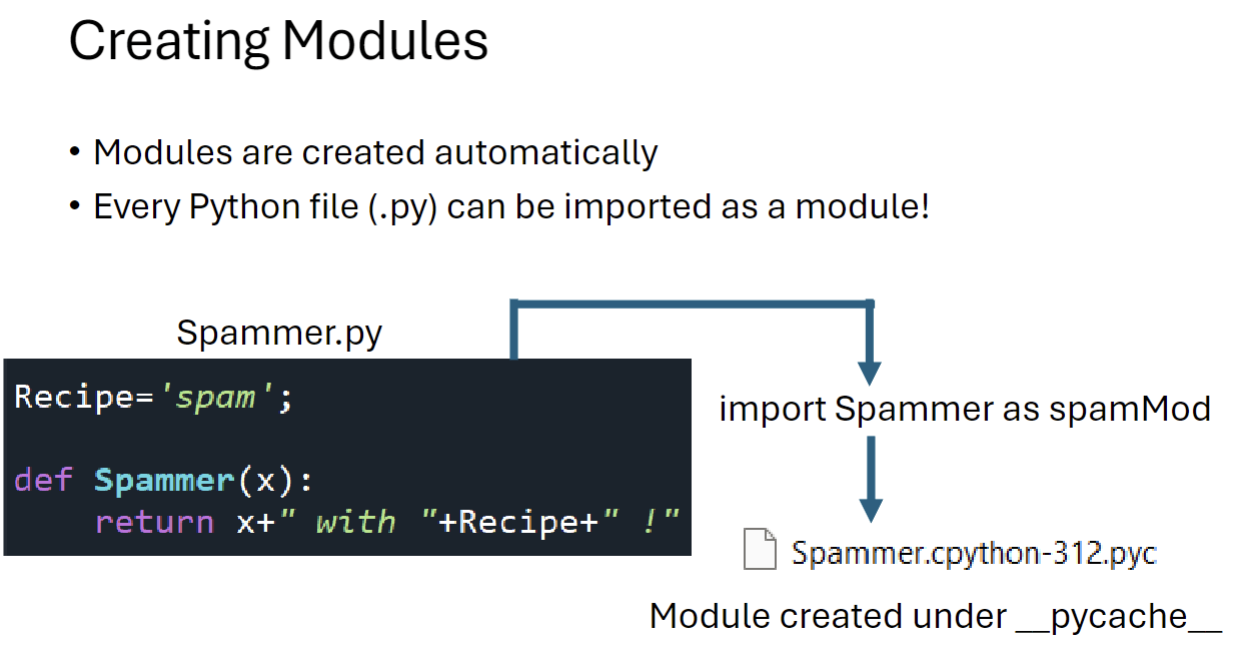 Creating Modules
• Modules are created automatically
• Every Python file (.py) can be imported as a module!
Spammer.py
Recipe='spam';
def Spammer(x):
    return x+" with "+Recipe+" !"
import Spammer as spamMod
Spammer.cpython-312.pyc
Module created under __pycache__